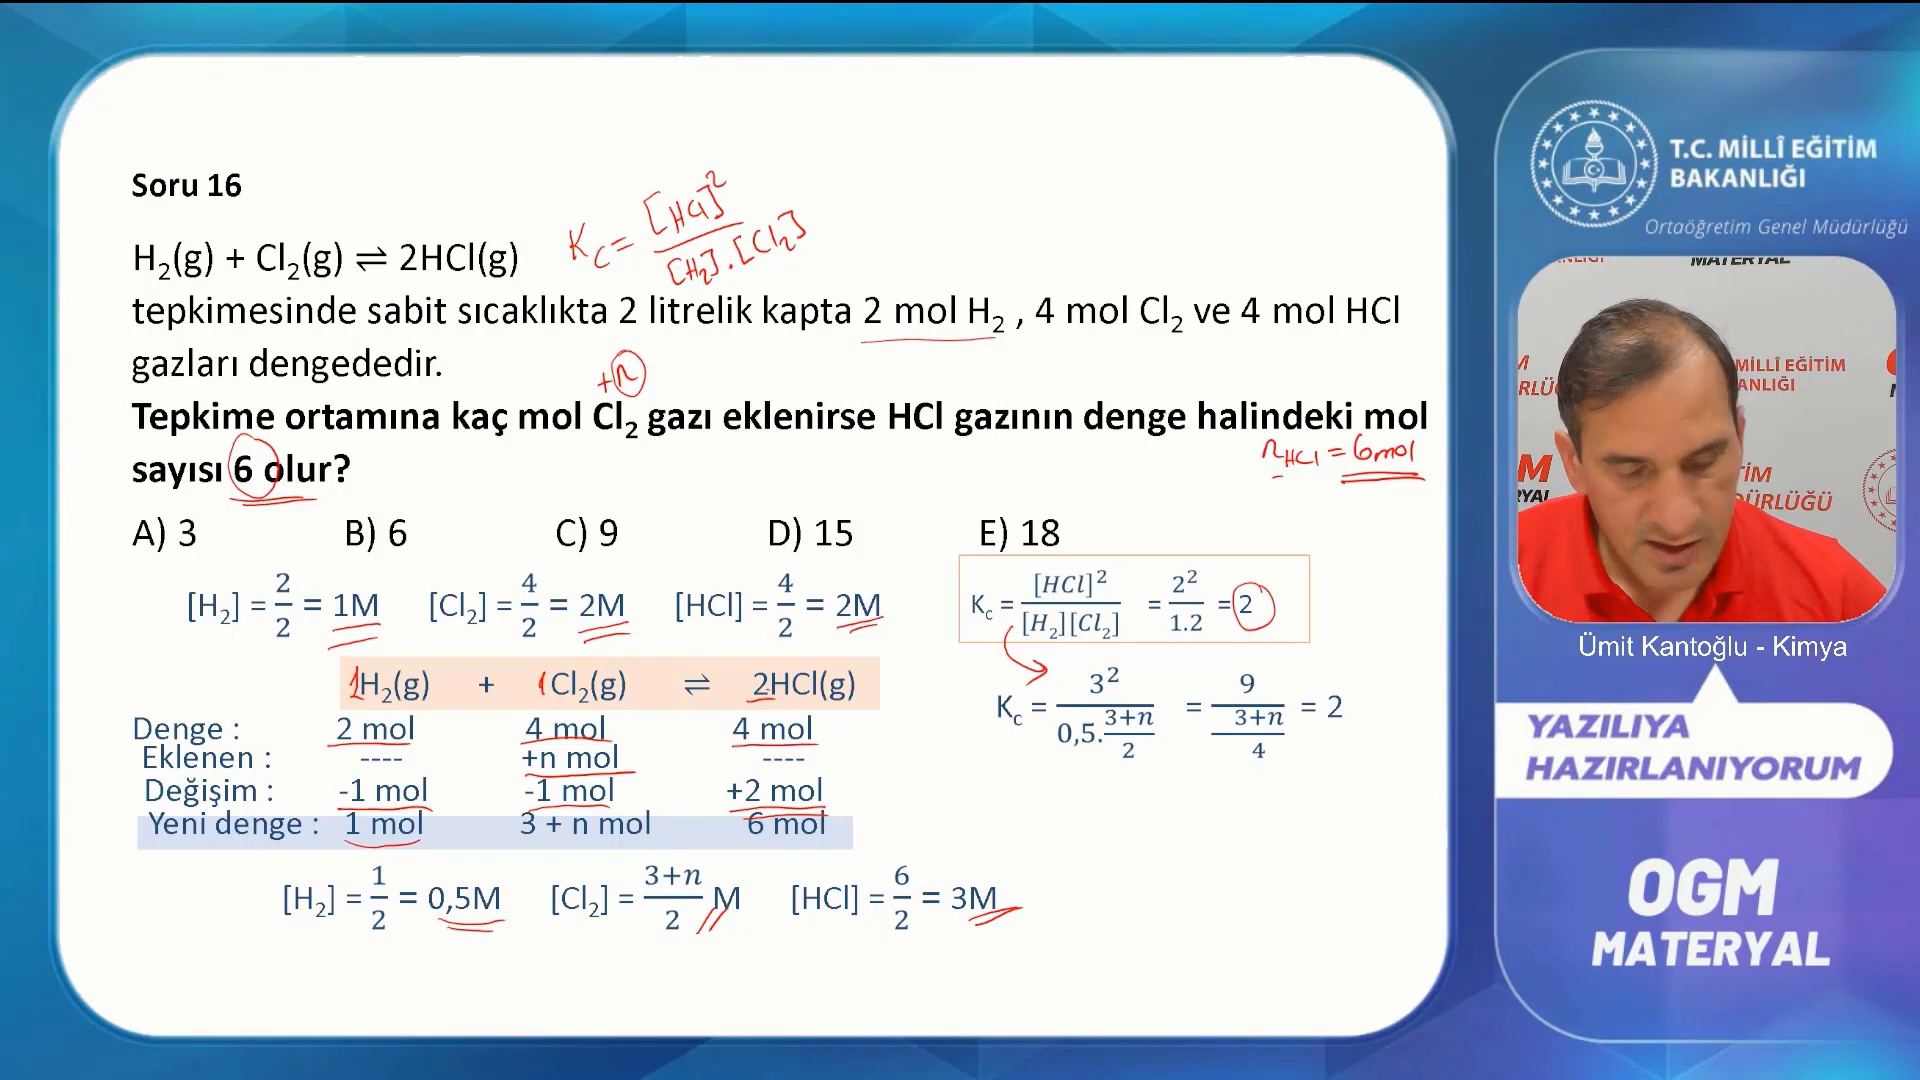 Soru 16
Kc = [HCl]² / [H₂].[Cl₂]
H₂(g) + Cl₂(g) ⇌ 2HCl(g)
tepkimesinde sabit sıcaklıkta 2 litrelik kapta 2 mol H₂ , 4 mol Cl₂ ve 4 mol HCl
gazları dengededir.
+n
Tepkime ortamına kaç mol Cl₂ gazı eklenirse HCl gazının denge halindeki mol
sayısı 6 olur?
nHCl = 6mol
A) 3 B) 6 C) 9 D) 15 E) 18
[H₂] = 2/2 = 1M [Cl₂] = 4/2 = 2M [HCl] = 4/2 = 2M
Kc = [HCl]² / [H₂][Cl₂] = 2² / 1.2 = 2
1H₂(g) + 1Cl₂(g) ⇌ 2HCl(g)
Kc = 3² / 0,5.(3+n)/2 = 9 / (3+n)/4 = 2
Denge : 2 mol 4 mol 4 mol
Eklenen : ---- +n mol ----
Değişim : -1 mol -1 mol +2 mol
Yeni denge : 1 mol 3 + n mol 6 mol
[H₂] = 1/2 = 0,5M [Cl₂] = (3+n)/2 M [HCl] = 6/2 = 3M
T.C. MİLLÎ EĞİTİM
BAKANLIĞI
Ortaöğretim Genel Müdürlüğü
MATERYAL
MİLLÎ EĞİTİM
Ümit Kantoğlu - Kimya
YAZILIYA
HAZIRLANIYORUM
OGM
MATERYAL